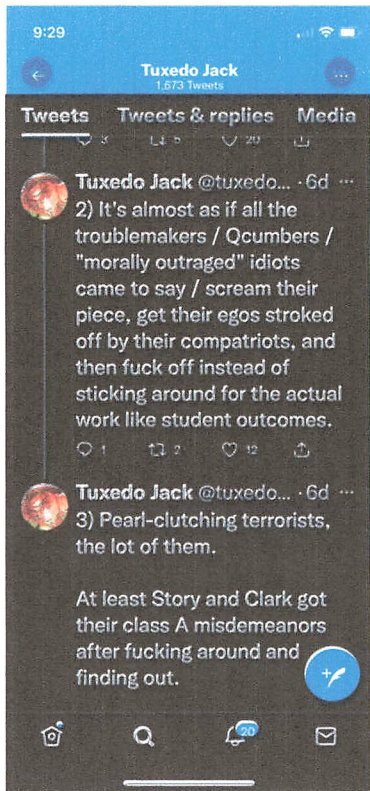 9:29
Tuxedo Jack
1,673 Tweets
Tweets Tweets & replies Media
3 5 20
Tuxedo Jack @tuxedo... · 6d ···
2) It's almost as if all the
troublemakers / Qcumbers /
"morally outraged" idiots
came to say / scream their
piece, get their egos stroked
off by their compatriots, and
then fuck off instead of
sticking around for the actual
work like student outcomes.
1 2 12
Tuxedo Jack @tuxedo... · 6d ···
3) Pearl-clutching terrorists,
the lot of them.
At least Story and Clark got
their class A misdemeanors
after fucking around and
finding out.
20